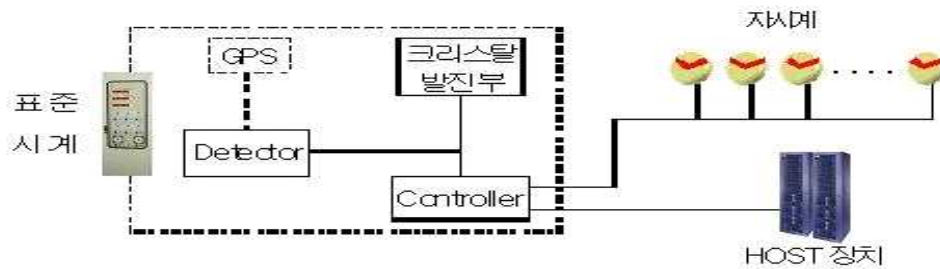 자시계
GPS
크리스탈
발진부
표 준
시 계
Detector
Controller
HOST 장치